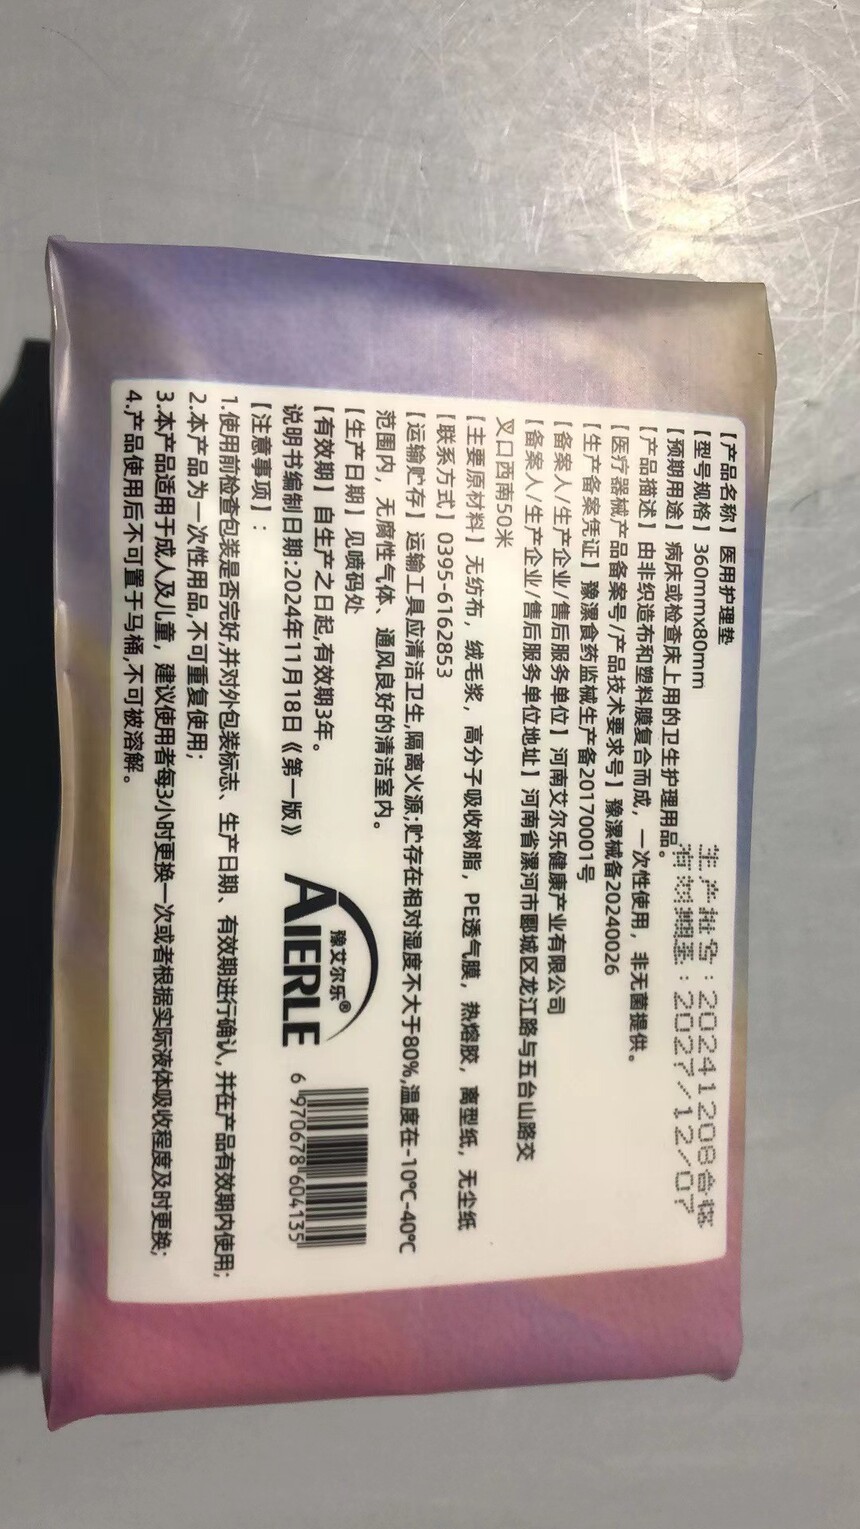 【产品名称】医用护理垫
【型号规格】360mmx80mm
【预期用途】病床或检查床上用的卫生护理用品。
【产品描述】由非织造布和塑料膜复合而成，一次性使用，非无菌提供。
【医疗器械产品备案号/产品技术要求号】豫漯械备20240026
【生产备案凭证】豫漯食药监械生产备20170001号
【备案人/生产企业/售后服务单位】河南艾尔乐健康产业有限公司
【备案人/生产企业/售后服务单位地址】河南省漯河市郾城区龙江路与五台山路交
叉口西南50米
【主要原材料】无纺布，绒毛浆，高分子吸收树脂，PE透气膜，热熔胶，离型纸，无尘纸
【联系方式】0395-6162853
【运输贮存】运输工具应清洁卫生,隔离火源;贮存在相对湿度不大于80%,温度在-10℃-40℃
范围内，无腐性气体、通风良好的清洁室内。
【生产日期】见喷码处
【有效期】自生产之日起,有效期3年。
说明书编制日期:2024年11月18日《第一版》
【注意事项】:
1.使用前检查包装是否完好,并对外包装标志、生产日期、有效期进行确认,并在产品有效期内使用;
2.本产品为一次性用品,不可重复使用;
3.本产品适用于成人及儿童，建议使用者每3小时更换一次或者根据实际液体吸收程度及时更换;
4.产品使用后不可置于马桶,不可被溶解。
生产批号:20241208合格
有效期至:2027/12/07
豫艾尔乐®
AIERLE
6 970678 604135